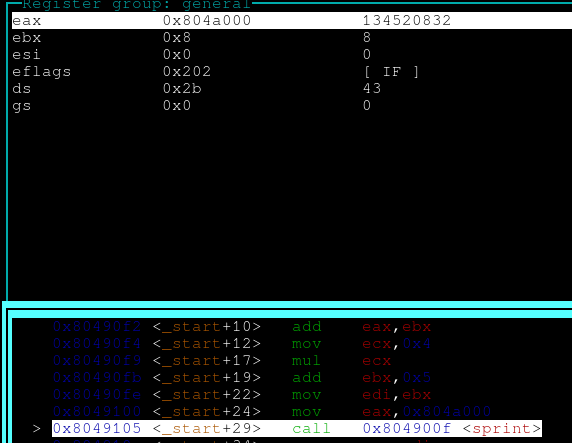 Register group: general
eax 0x804a000 134520832
ebx 0x8 8
esi 0x0 0
eflags 0x202 [ IF ]
ds 0x2b 43
gs 0x0 0
0x80490f2 <_start+10> add eax,ebx
0x80490f4 <_start+12> mov ecx,0x4
0x80490f9 <_start+17> mul ecx
0x80490fb <_start+19> add ebx,0x5
0x80490fe <_start+22> mov edi,ebx
0x8049100 <_start+24> mov eax,0x804a000
> 0x8049105 <_start+29> call 0x804900f <sprint>